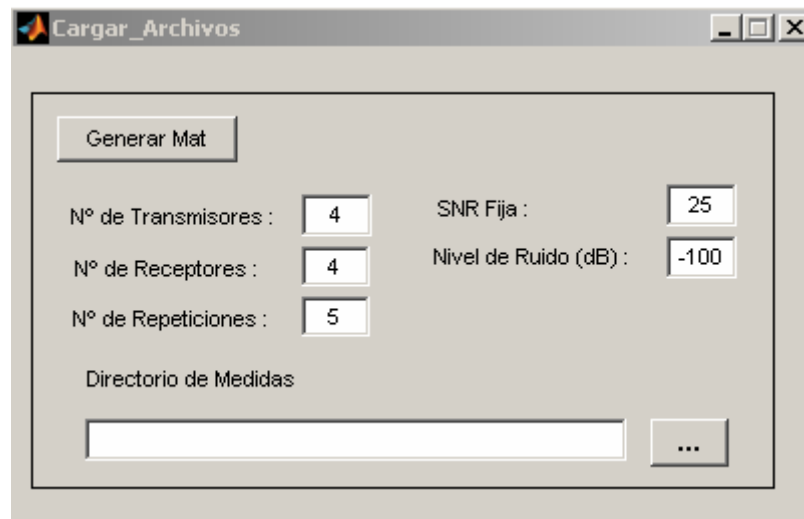 Cargar_Archivos
Generar Mat
Nº de Transmisores : 4
SNR Fija : 25
Nº de Receptores : 4
Nivel de Ruido (dB) : -100
Nº de Repeticiones : 5
Directorio de Medidas
...